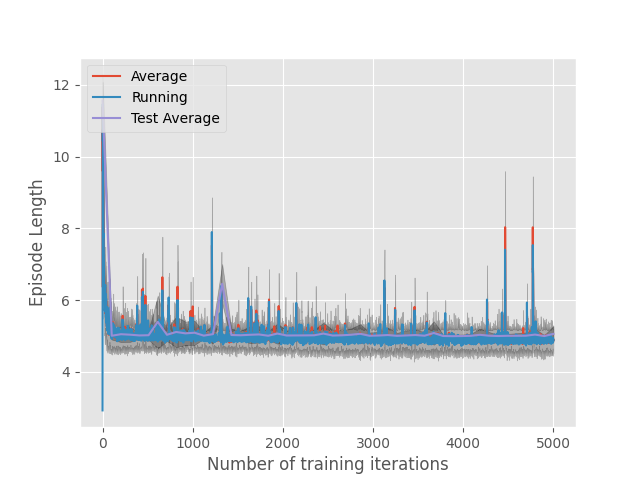 12
10
8
6
4
Episode Length
Average
Running
Test Average
0
1000
2000
3000
4000
5000
Number of training iterations